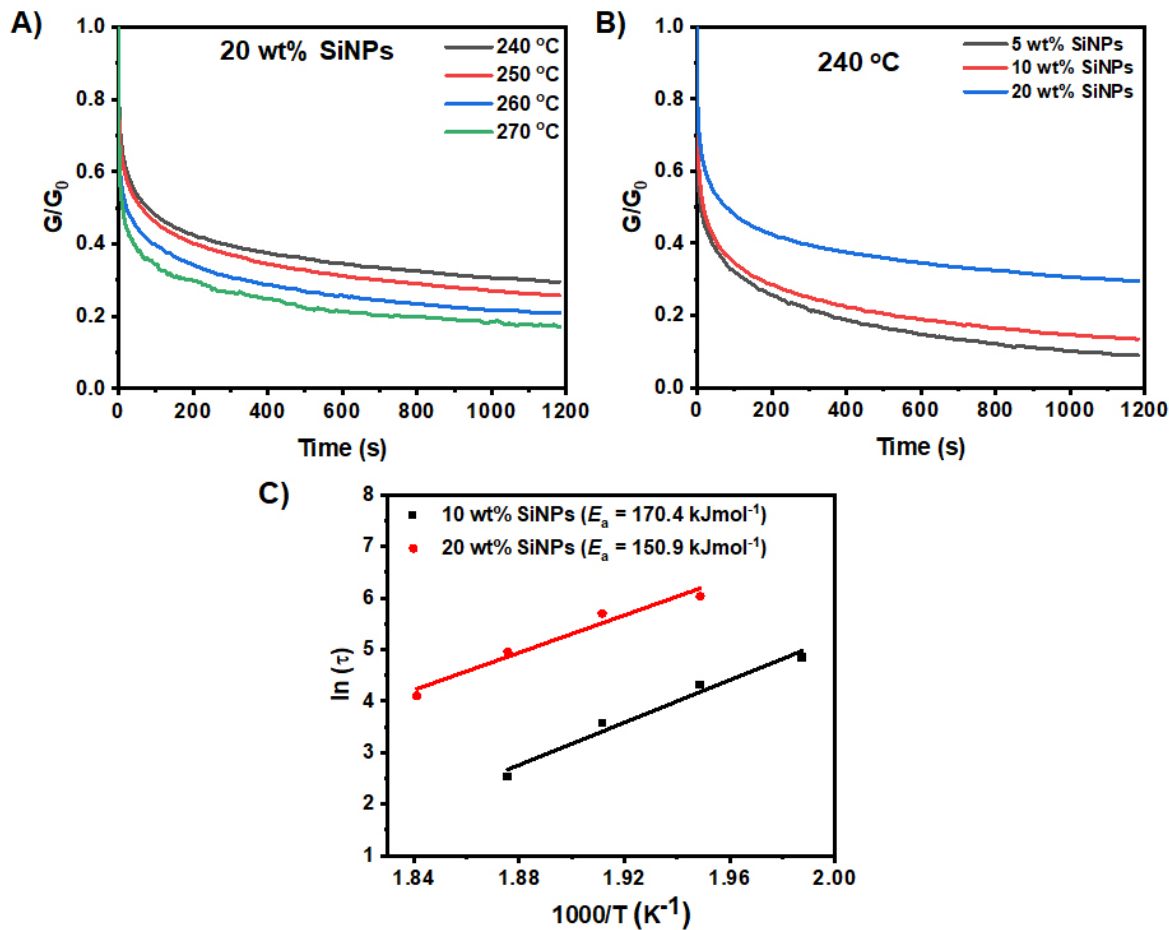 A)
20 wt% SiNPs
240 °C
250 °C
260 °C
270 °C
1.0
0.8
0.6
0.4
0.2
0.0
G/G0
0 200 400 600 800 1000 1200
Time (s)
B)
240 °C
5 wt% SiNPs
10 wt% SiNPs
20 wt% SiNPs
1.0
0.8
0.6
0.4
0.2
0.0
G/G0
0 200 400 600 800 1000 1200
Time (s)
C)
10 wt% SiNPs (Ea = 170.4 kJmol-1)
20 wt% SiNPs (Ea = 150.9 kJmol-1)
8
7
6
5
4
3
2
1
ln (τ)
1.84 1.88 1.92 1.96 2.00
1000/T (K-1)